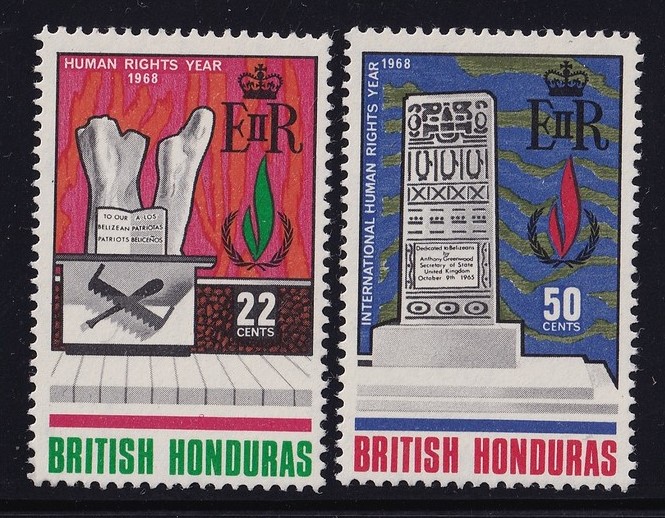 HUMAN RIGHTS YEAR
1968
EIIR
TO OUR A LOS
BELIZEAN PATRIOTAS
PATRIOTS BELICEÑOS
22
CENTS
BRITISH HONDURAS
INTERNATIONAL HUMAN RIGHTS YEAR 1968
EIIR
Dedicated to Belizeans
by
Anthony Greenwood
Secretary of State
United Kingdom
October 9th 1965
50
CENTS
BRITISH HONDURAS